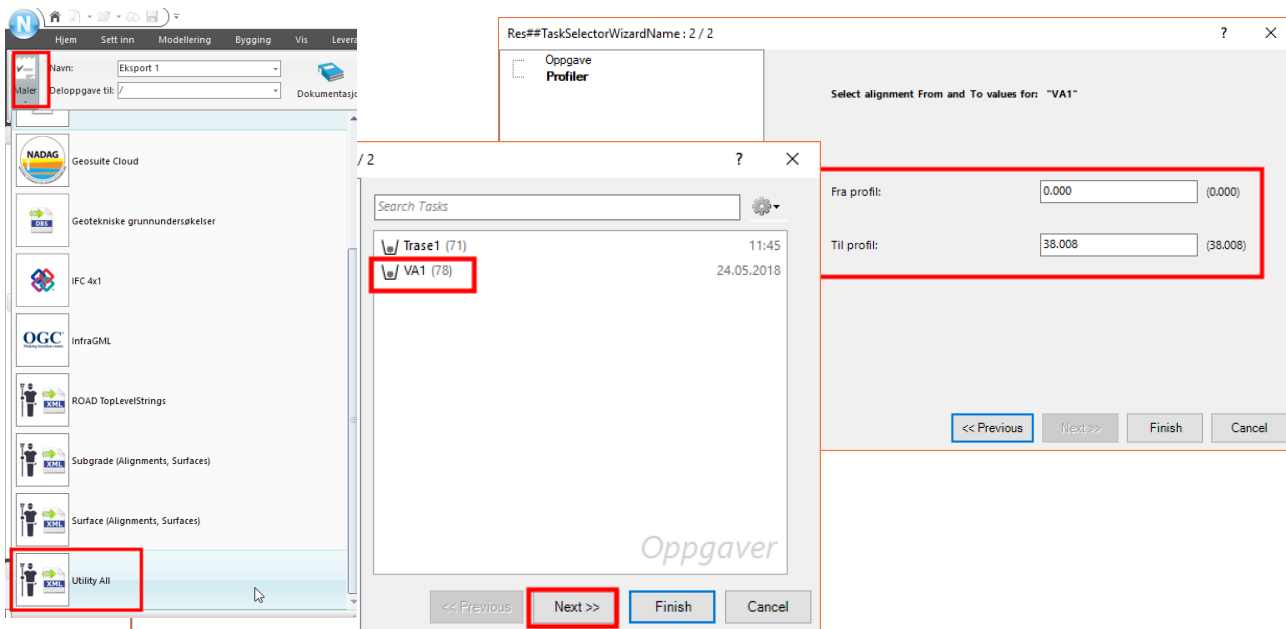 N
Hjem Sett inn Modellering Bygging Vis Levera
Navn: Eksport 1
Maler Deloppgave til: / Dokumentasjo
NADAG Geosuite Cloud
DBS Geotekniske grunnundersøkelser
IFC 4x1
OGC InfraGML
XML ROAD TopLevelStrings
XML Subgrade (Alignments, Surfaces)
XML Surface (Alignments, Surfaces)
XML Utility All
/ 2 ?
Search Tasks
Trase1 (71) 11:45
VA1 (78) 24.05.2018
Oppgaver
<< Previous Next >> Finish Cancel
Res##TaskSelectorWizardName : 2 / 2 ?
Oppgave
Profiler
Select alignment From and To values for: "VA1"
Fra profil: 0.000 (0.000)
Til profil: 38.008 (38.008)
<< Previous Next >> Finish Cancel